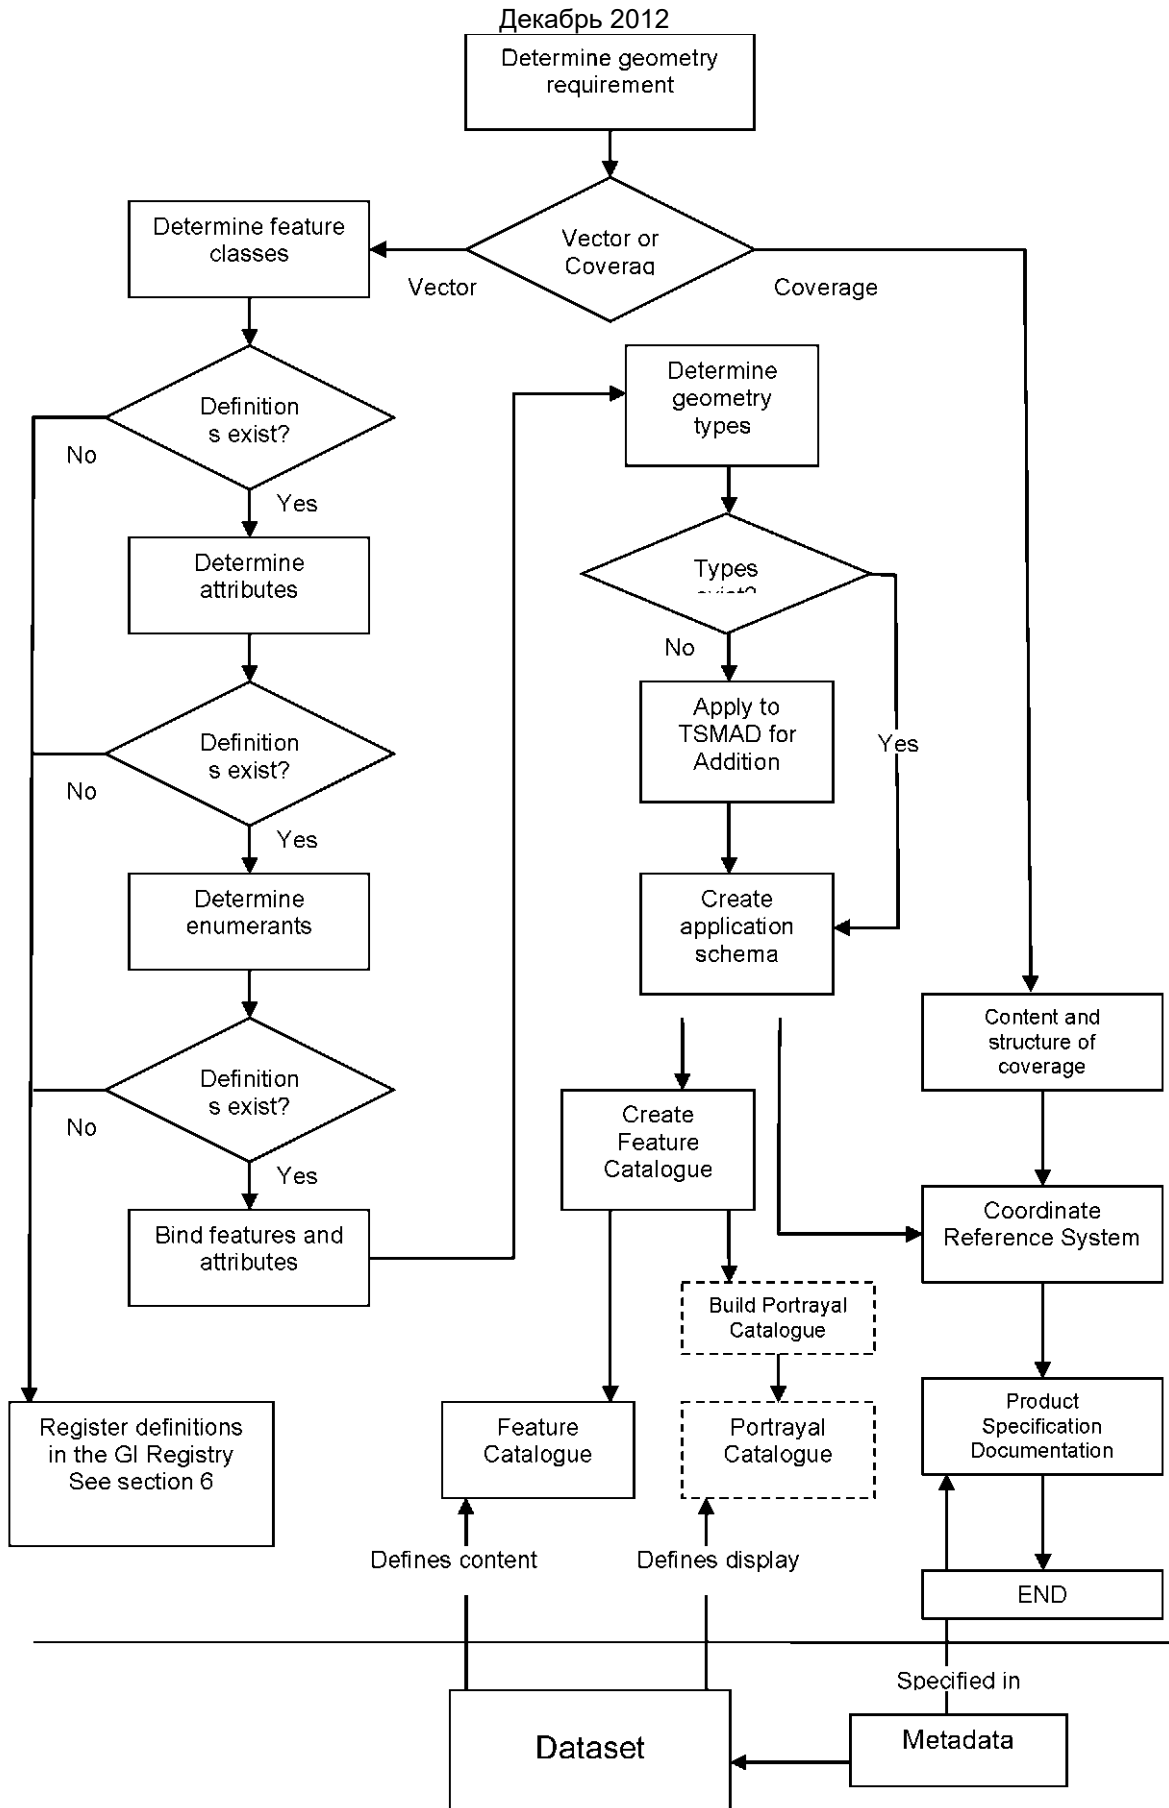 Декабрь 2012
Determine geometry
requirement
Vector or
Coverag
Vector
Coverage
Determine feature
classes
Definition
s exist?
No
Yes
Determine
attributes
Definition
s exist?
No
Yes
Determine
enumerants
Definition
s exist?
No
Yes
Bind features and
attributes
Register definitions
in the GI Registry
See section 6
Determine
geometry
types
Types
exist?
No
Yes
Apply to
TSMAD for
Addition
Create
application
schema
Create
Feature
Catalogue
Build Portrayal
Catalogue
Feature
Catalogue
Portrayal
Catalogue
Content and
structure of
coverage
Coordinate
Reference System
Product
Specification
Documentation
END
Defines content
Defines display
Specified in
Dataset
Metadata